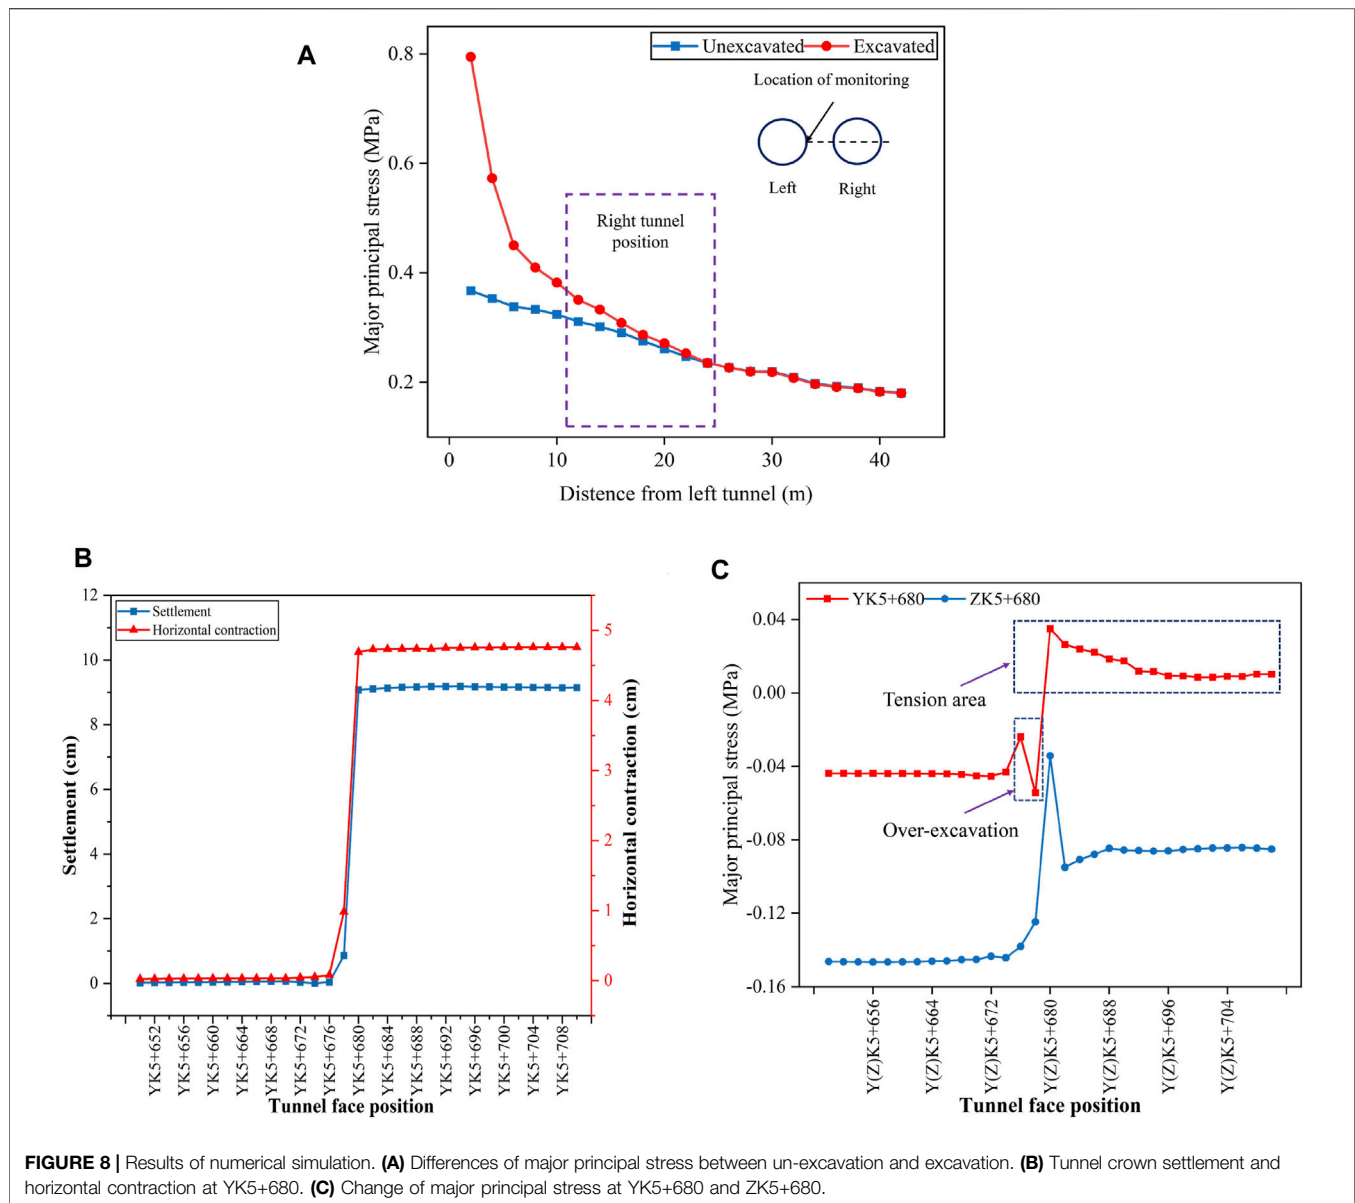 A
Unexcavated
Excavated
Location of monitoring
Left
Right
Right tunnel
position
Major principal stress (MPa)
0.8
0.6
0.4
0.2
0
10
20
30
40
Distence from left tunnel (m)
B
Settlement
Horizontal contraction
Settlement (cm)
12
10
8
6
4
2
0
Horizontal contraction (cm)
5
4
3
2
1
0
YK5+652
YK5+656
YK5+660
YK5+664
YK5+668
YK5+672
YK5+676
YK5+680
YK5+684
YK5+688
YK5+692
YK5+696
YK5+700
YK5+704
YK5+708
Tunnel face position
C
YK5+680
ZK5+680
Tension area
Over-excavation
Major principal stress (MPa)
0.04
0.00
-0.04
-0.08
-0.12
-0.16
Y(Z)K5+656
Y(Z)K5+664
Y(Z)K5+672
Y(Z)K5+680
Y(Z)K5+688
Y(Z)K5+696
Y(Z)K5+704
Tunnel face position
FIGURE 8 | Results of numerical simulation. (A) Differences of major principal stress between un-excavation and excavation. (B) Tunnel crown settlement and
horizontal contraction at YK5+680. (C) Change of major principal stress at YK5+680 and ZK5+680.